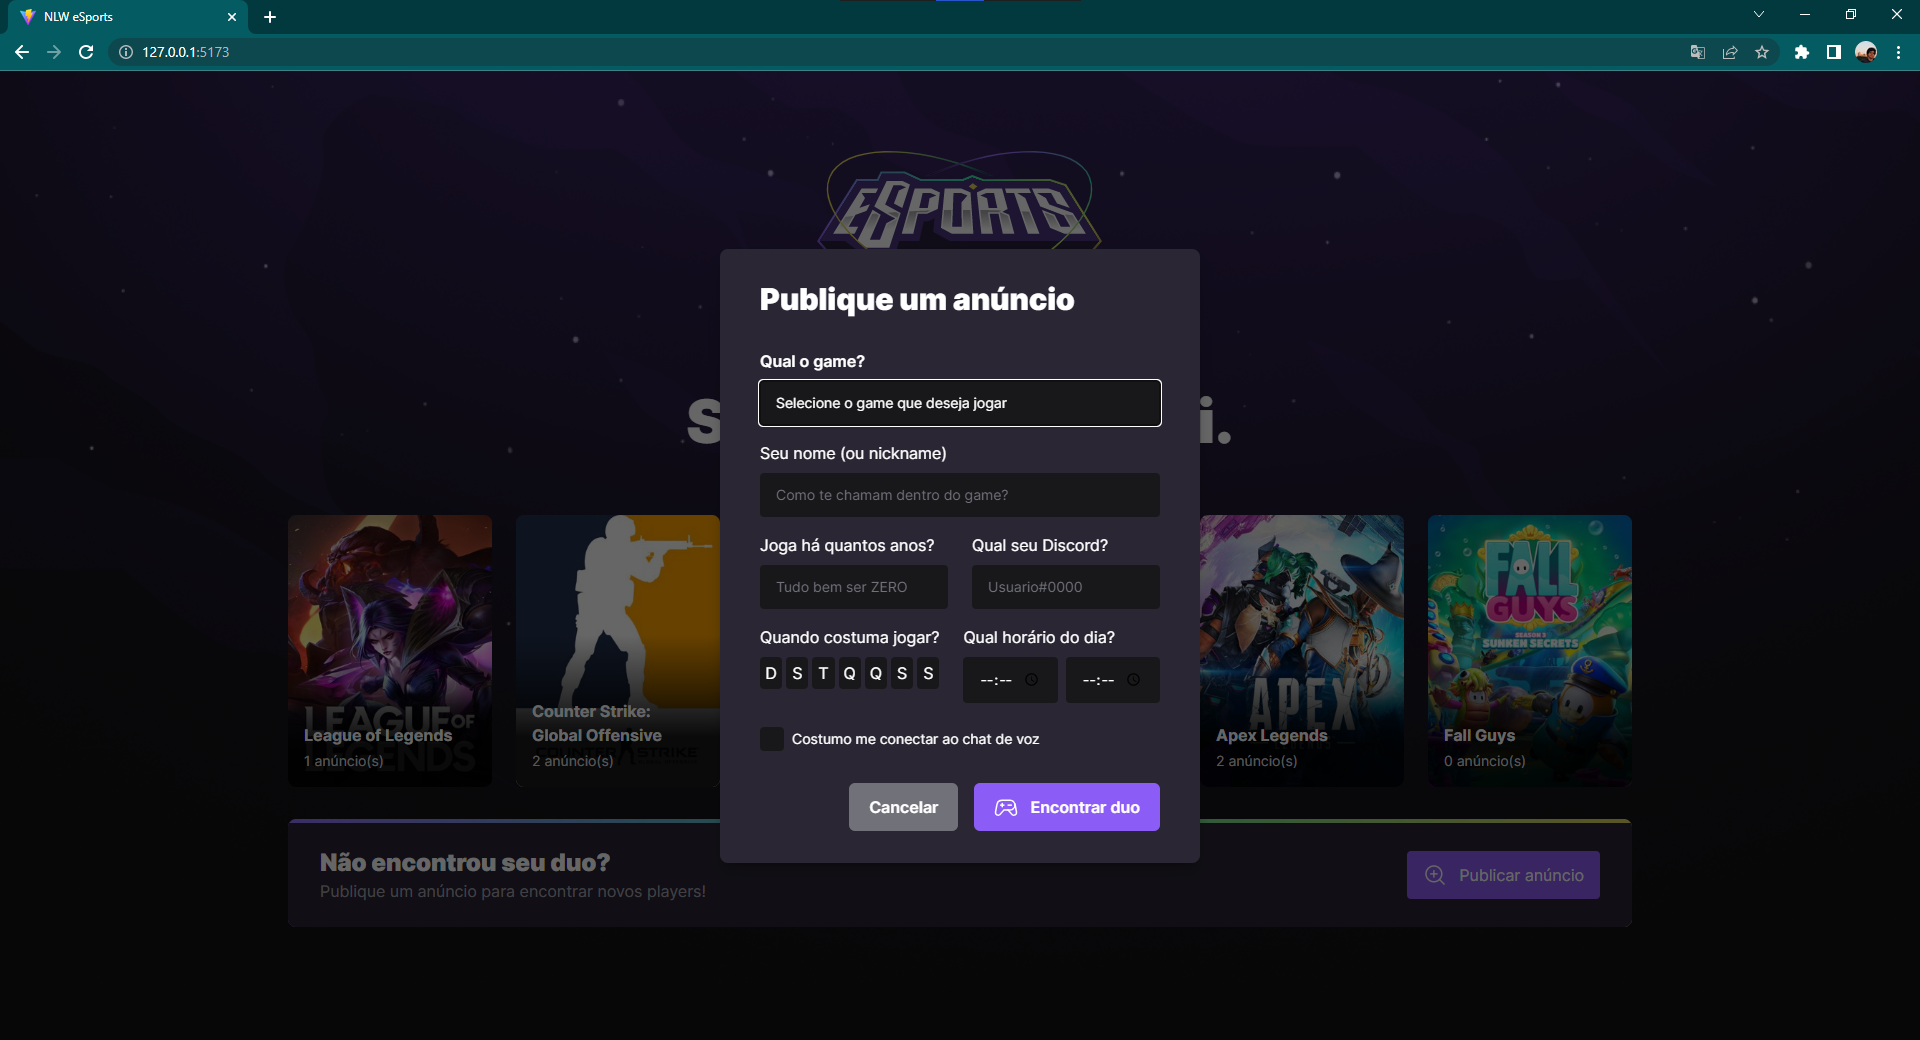 NLW eSports
127.0.0.1:5173
eSPORTS
Publique um anúncio
Qual o game?
Selecione o game que deseja jogar
S
i.
Seu nome (ou nickname)
Como te chamam dentro do game?
Joga há quantos anos? Qual seu Discord?
Tudo bem ser ZERO Usuario#0000
Quando costuma jogar? Qual horário do dia?
D S T Q Q S S --:-- --:--
Costumo me conectar ao chat de voz
Cancelar Encontrar duo
LEAGUE OF
LEGENDS
League of Legends
1 anúncio(s)
COUNTER STRIKE
Counter Strike:
Global Offensive
2 anúncio(s)
APEX
Apex Legends
2 anúncio(s)
FALL
GUYS
SUNKEN SECRETS
Fall Guys
0 anúncio(s)
Não encontrou seu duo?
Publique um anúncio para encontrar novos players!
Publicar anúncio